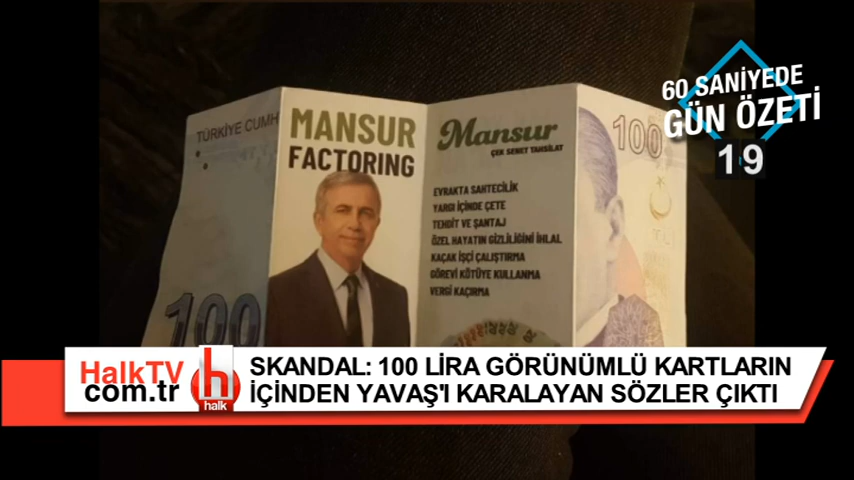 60 SANİYEDE
GÜN ÖZETİ
19
TÜRKİYE CUMH
MANSUR
FACTORING
Mansur
ÇEK SENET TAHSİLAT
EVRAKTA SAHTECİLİK
YARGI İÇİNDE ÇETE
TEHDİT VE ŞANTAJ
ÖZEL HAYATIN GİZLİLİĞİNİ İHLAL
KAÇAK İŞÇİ ÇALIŞTIRMA
GÖREVİ KÖTÜYE KULLANMA
VERGİ KAÇIRMA
100
100
HalkTV
com.tr
h
halk
SKANDAL: 100 LİRA GÖRÜNÜMLÜ KARTLARIN
İÇİNDEN YAVAŞ'I KARALAYAN SÖZLER ÇIKTI